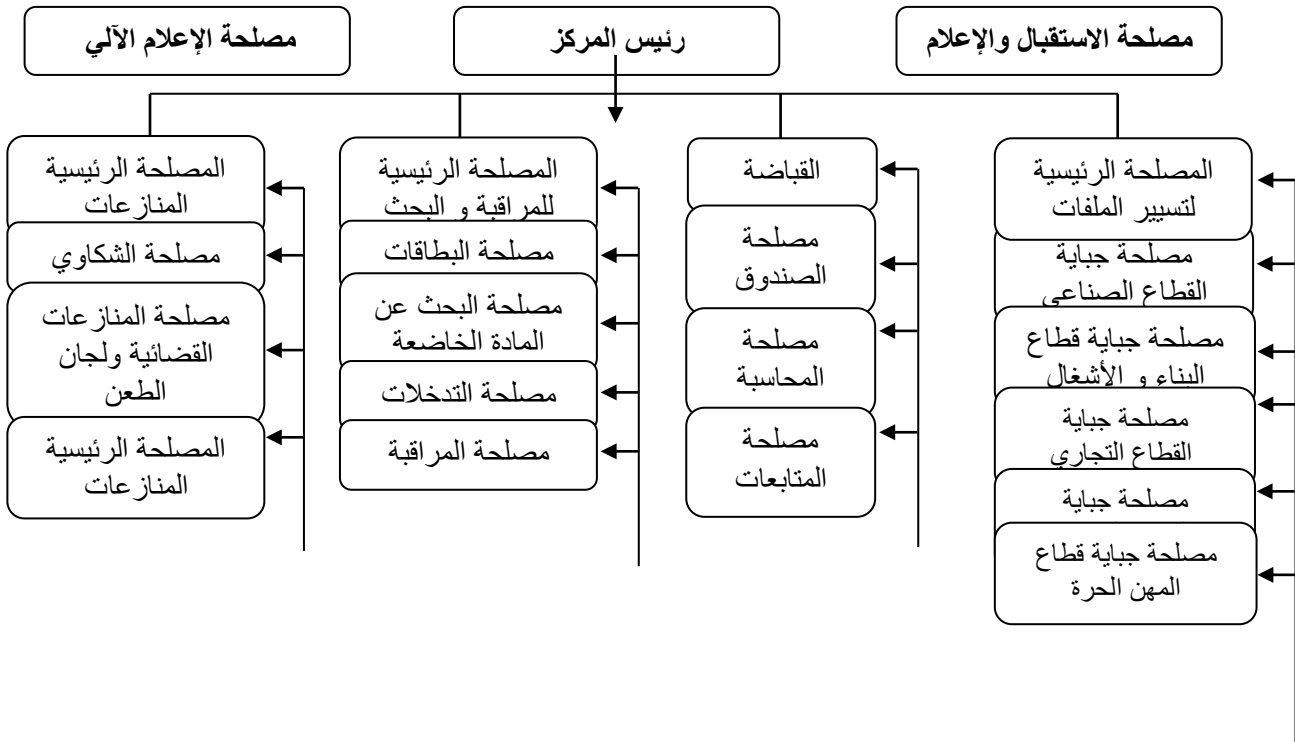 مصلحة الاستقبال والإعلام
رئيس المركز
مصلحة الإعلام الآلي
المصلحة الرئيسية
لتسيير الملفات
مصلحة جباية
القطاع الصناعي
مصلحة جباية قطاع
البناء و الأشغال
مصلحة جباية
القطاع التجاري
مصلحة جباية
مصلحة جباية قطاع
المهن الحرة
القباضة
مصلحة
الصندوق
مصلحة
المحاسبة
مصلحة
المتابعات
المصلحة الرئيسية
للمراقبة و البحث
مصلحة البطاقات
مصلحة البحث عن
المادة الخاضعة
مصلحة التدخلات
مصلحة المراقبة
المصلحة الرئيسية
المنازعات
مصلحة الشكاوي
مصلحة المنازعات
القضائية ولجان
الطعن
المصلحة الرئيسية
المنازعات